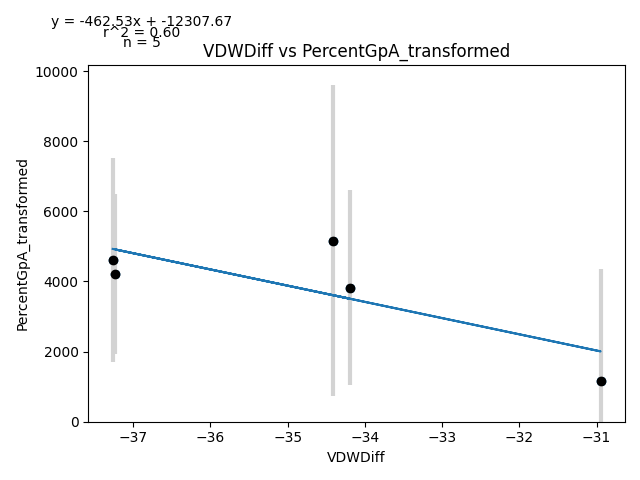 y = -462.53x + -12307.67
r^2 = 0.60
n = 5
VDWDiff vs PercentGpA_transformed
PercentGpA_transformed
10000
8000
6000
4000
2000
0
−37
−36
−35
−34
−33
−32
−31
VDWDiff